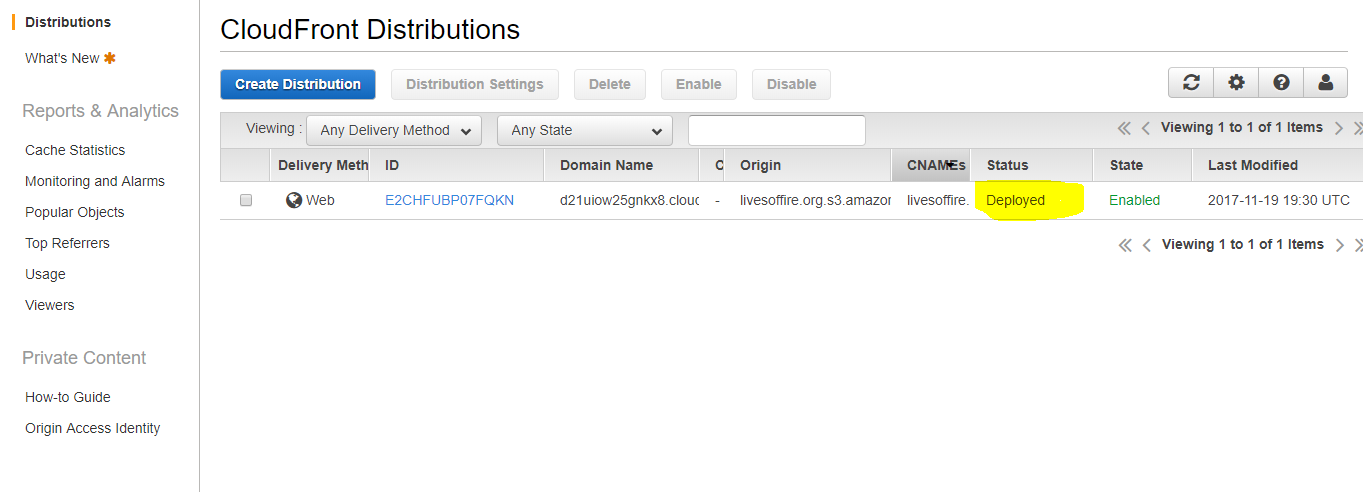 Distributions
What's New
Reports & Analytics
Cache Statistics
Monitoring and Alarms
Popular Objects
Top Referrers
Usage
Viewers
Private Content
How-to Guide
Origin Access Identity
CloudFront Distributions
Create Distribution Distribution Settings Delete Enable Disable
Viewing : Any Delivery Method Any State Viewing 1 to 1 of 1 Items
Delivery Meth ID Domain Name C Origin CNAMEs Status State Last Modified
Web E2CHFUBP07FQKN d21uiow25gnkx8.cloud - livesoffire.org.s3.amazon livesoffire. Deployed Enabled 2017-11-19 19:30 UTC
Viewing 1 to 1 of 1 Items